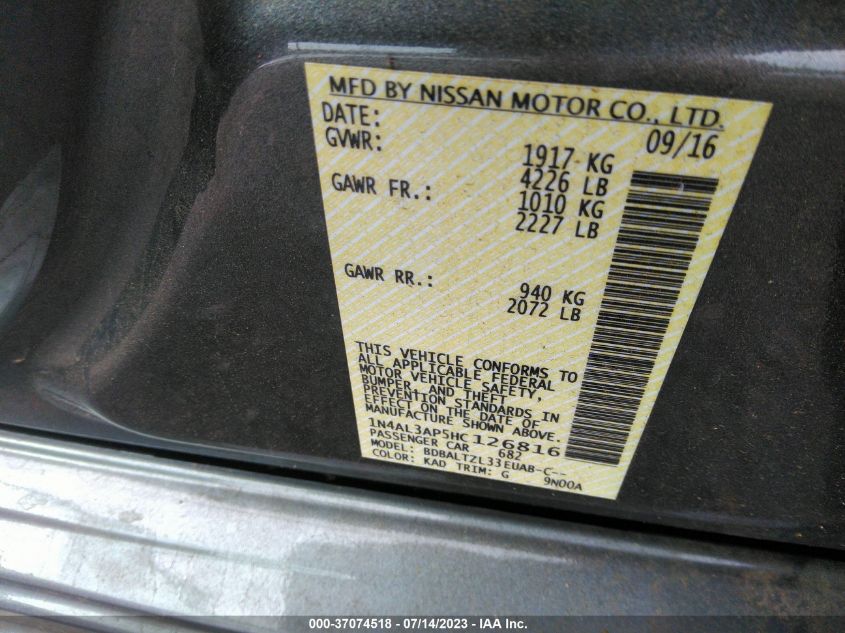 MFD BY NISSAN MOTOR CO., LTD.
DATE: 09/16
GVWR: 1917 KG
4226 LB
GAWR FR.: 1010 KG
2227 LB
GAWR RR.: 940 KG
2072 LB
THIS VEHICLE CONFORMS TO
ALL APPLICABLE FEDERAL
MOTOR VEHICLE SAFETY,
BUMPER, AND THEFT
PREVENTION STANDARDS IN
EFFECT ON THE DATE OF
MANUFACTURE SHOWN ABOVE.
1N4AL3AP5HC126816
PASSENGER CAR 682
MODEL: BDBALTZL33EUAB-C--
COLOR: KAD TRIM: G 9N00A
000-37074518 - 07/14/2023 - IAA Inc.